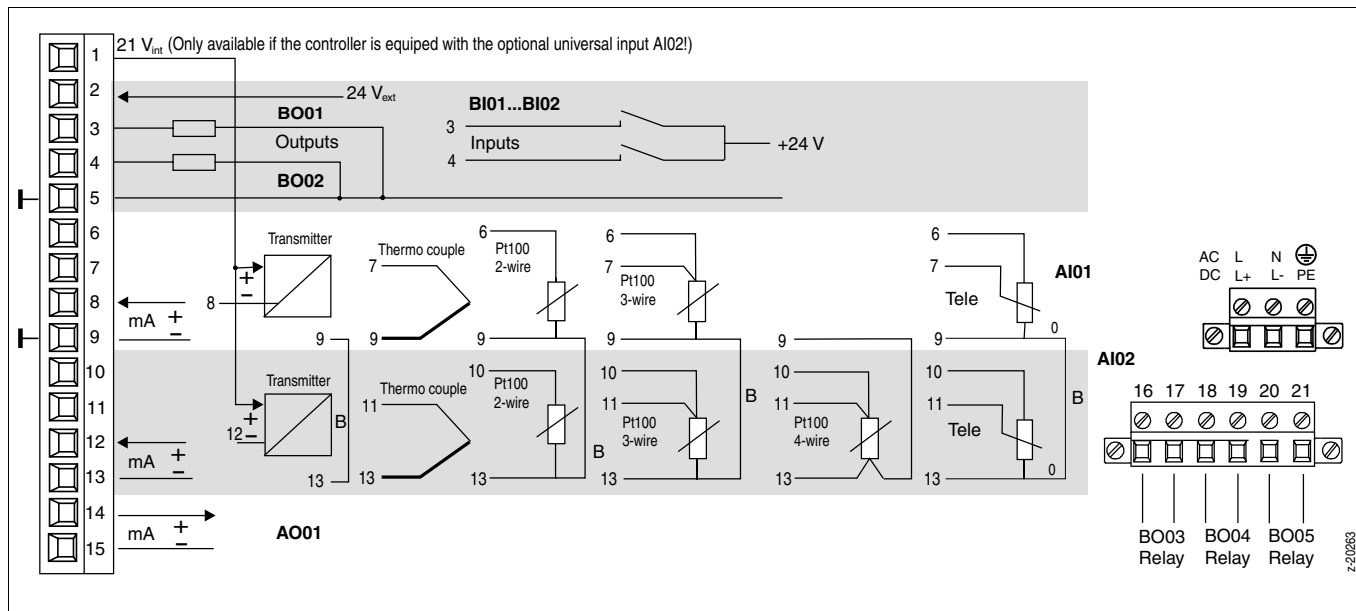 1
21 Vint (Only available if the controller is equiped with the optional universal input AI02!)
2
24 Vext
BI01...BI02
3
BO01
3
Outputs
Inputs
+24 V
4
4
BO02
5
6
7
8
mA + −
9
10
11
12
mA + −
13
14
mA + −
15
Transmitter
+
−
8
Thermo couple
7
9
9
6
Pt100
2-wire
9
6
7
Pt100
3-wire
9
9
6
7
Tele
9
0
AI01
Transmitter
+
12 −
B
13
Thermo couple
11
13
10
Pt100
2-wire
13
B
10
11
Pt100
3-wire
13
B
10
11
Pt100
4-wire
13
10
11
Tele
13
0
B
AI02
AO01
AC L N
DC L+ L- PE
16 17 18 19 20 21
BO03 BO04 BO05
Relay Relay Relay
z-20263